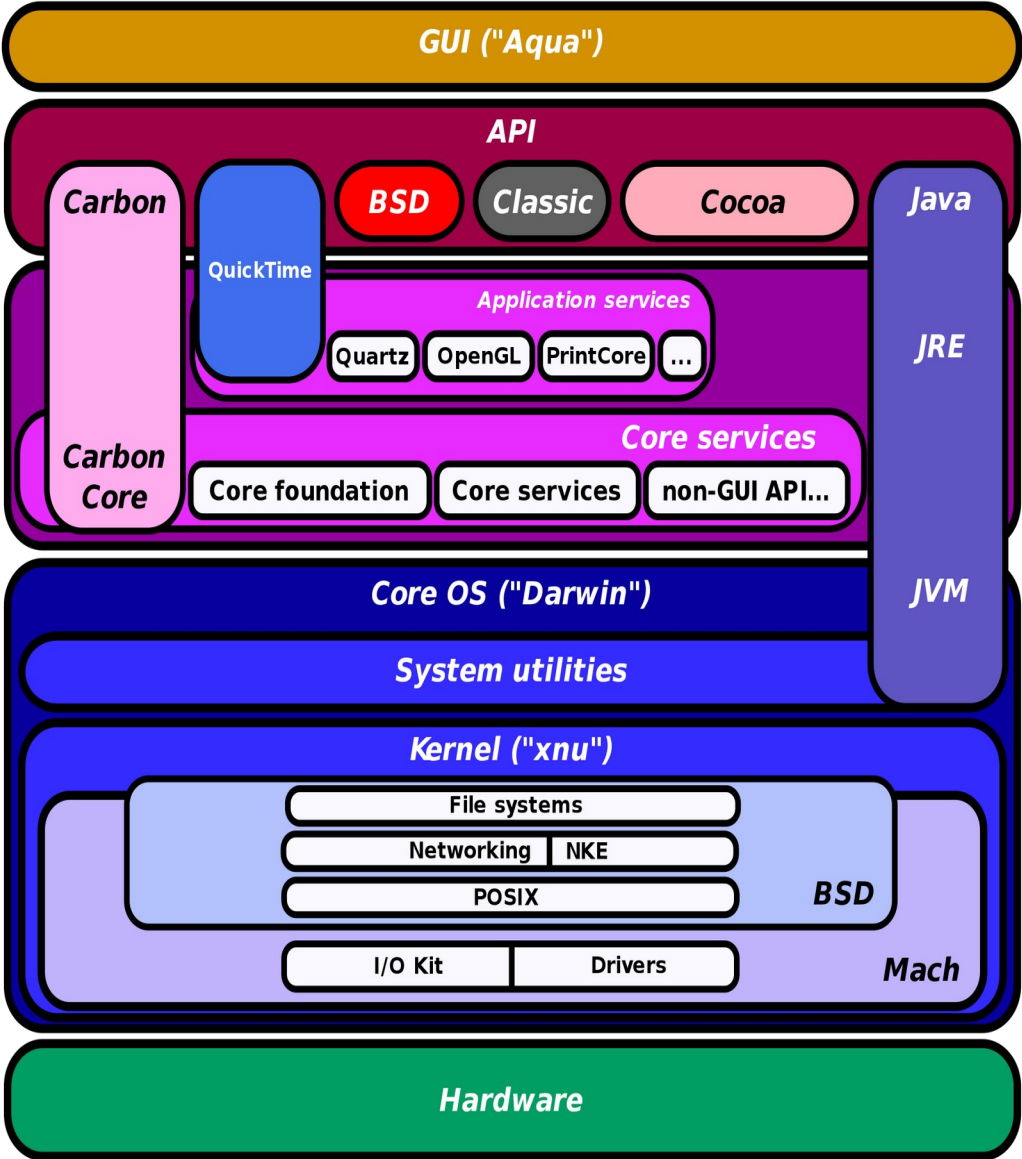 GUI ("Aqua")
API
Carbon
BSD
Classic
Cocoa
Java
QuickTime
Application services
Quartz
OpenGL
PrintCore
...
JRE
Core services
Carbon
Core
Core foundation
Core services
non-GUI API...
Core OS ("Darwin")
JVM
System utilities
Kernel ("xnu")
File systems
Networking
NKE
POSIX
BSD
I/O Kit
Drivers
Mach
Hardware